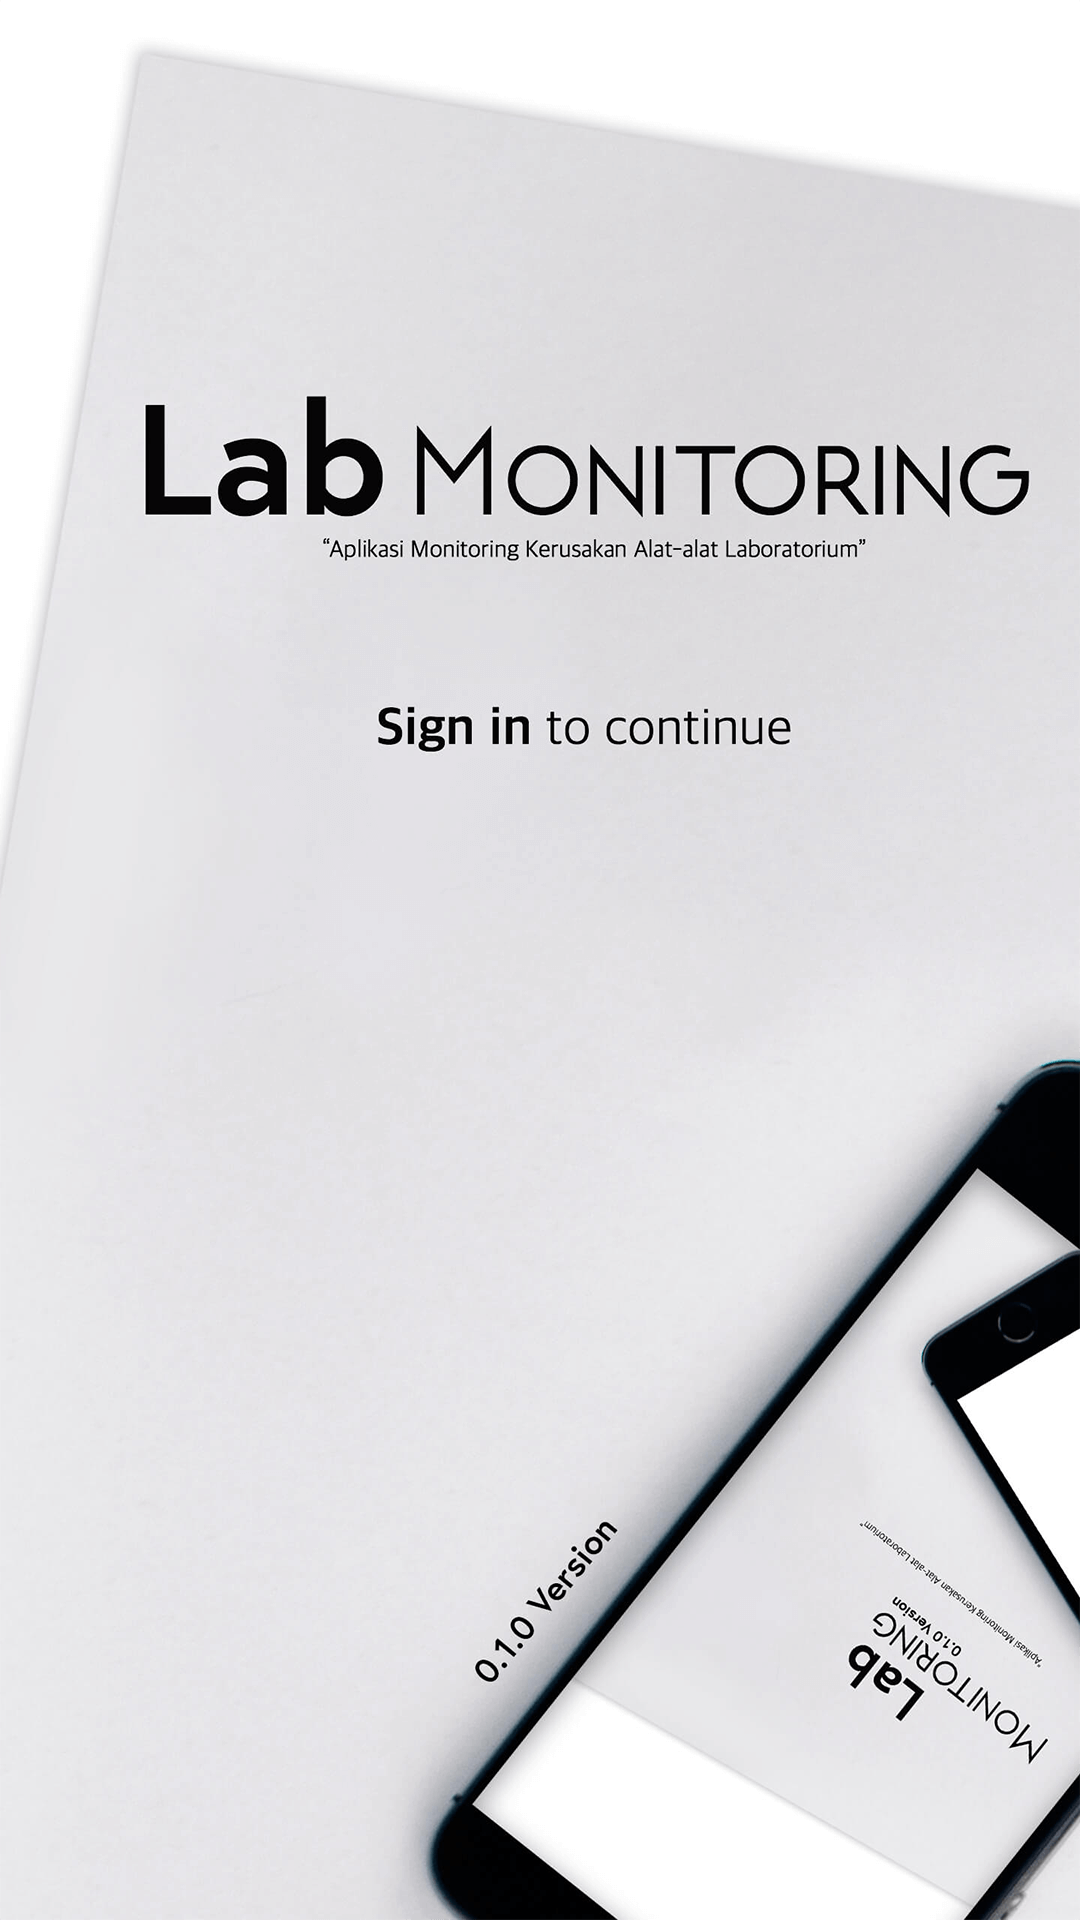 Lab MONITORING
“Aplikasi Monitoring Kerusakan Alat-alat Laboratorium”
Sign in to continue
0.1.0 Version
Lab
MONITORING
0.1.0 Version
“Aplikasi Monitoring Kerusakan Alat-alat Laboratorium”